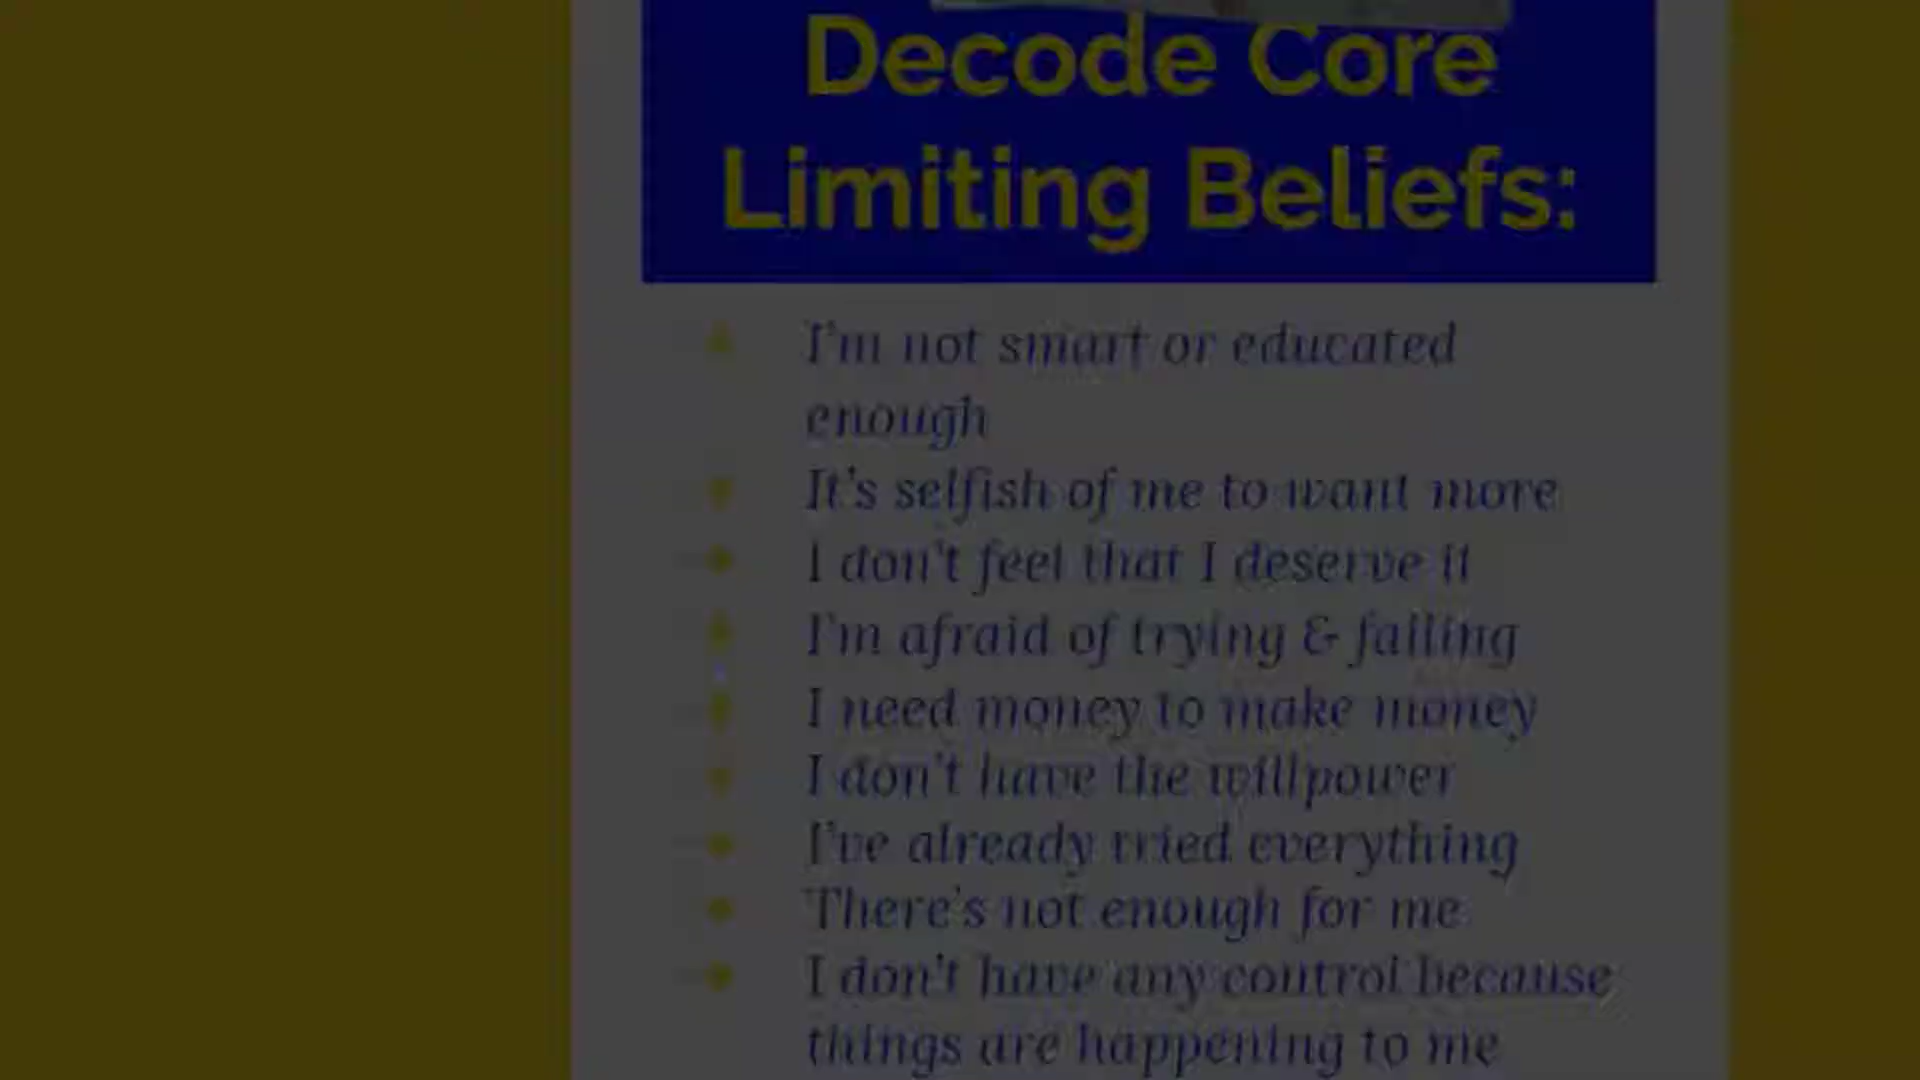 Decode Core
Limiting Beliefs:
I'm not smart or educated
enough
It's selfish of me to want more
I don't feel that I deserve it
I'm afraid of trying & failing
I need money to make money
I don't have the willpower
I've already tried everything
There's not enough for me
I don't have any control because
things are happening to me